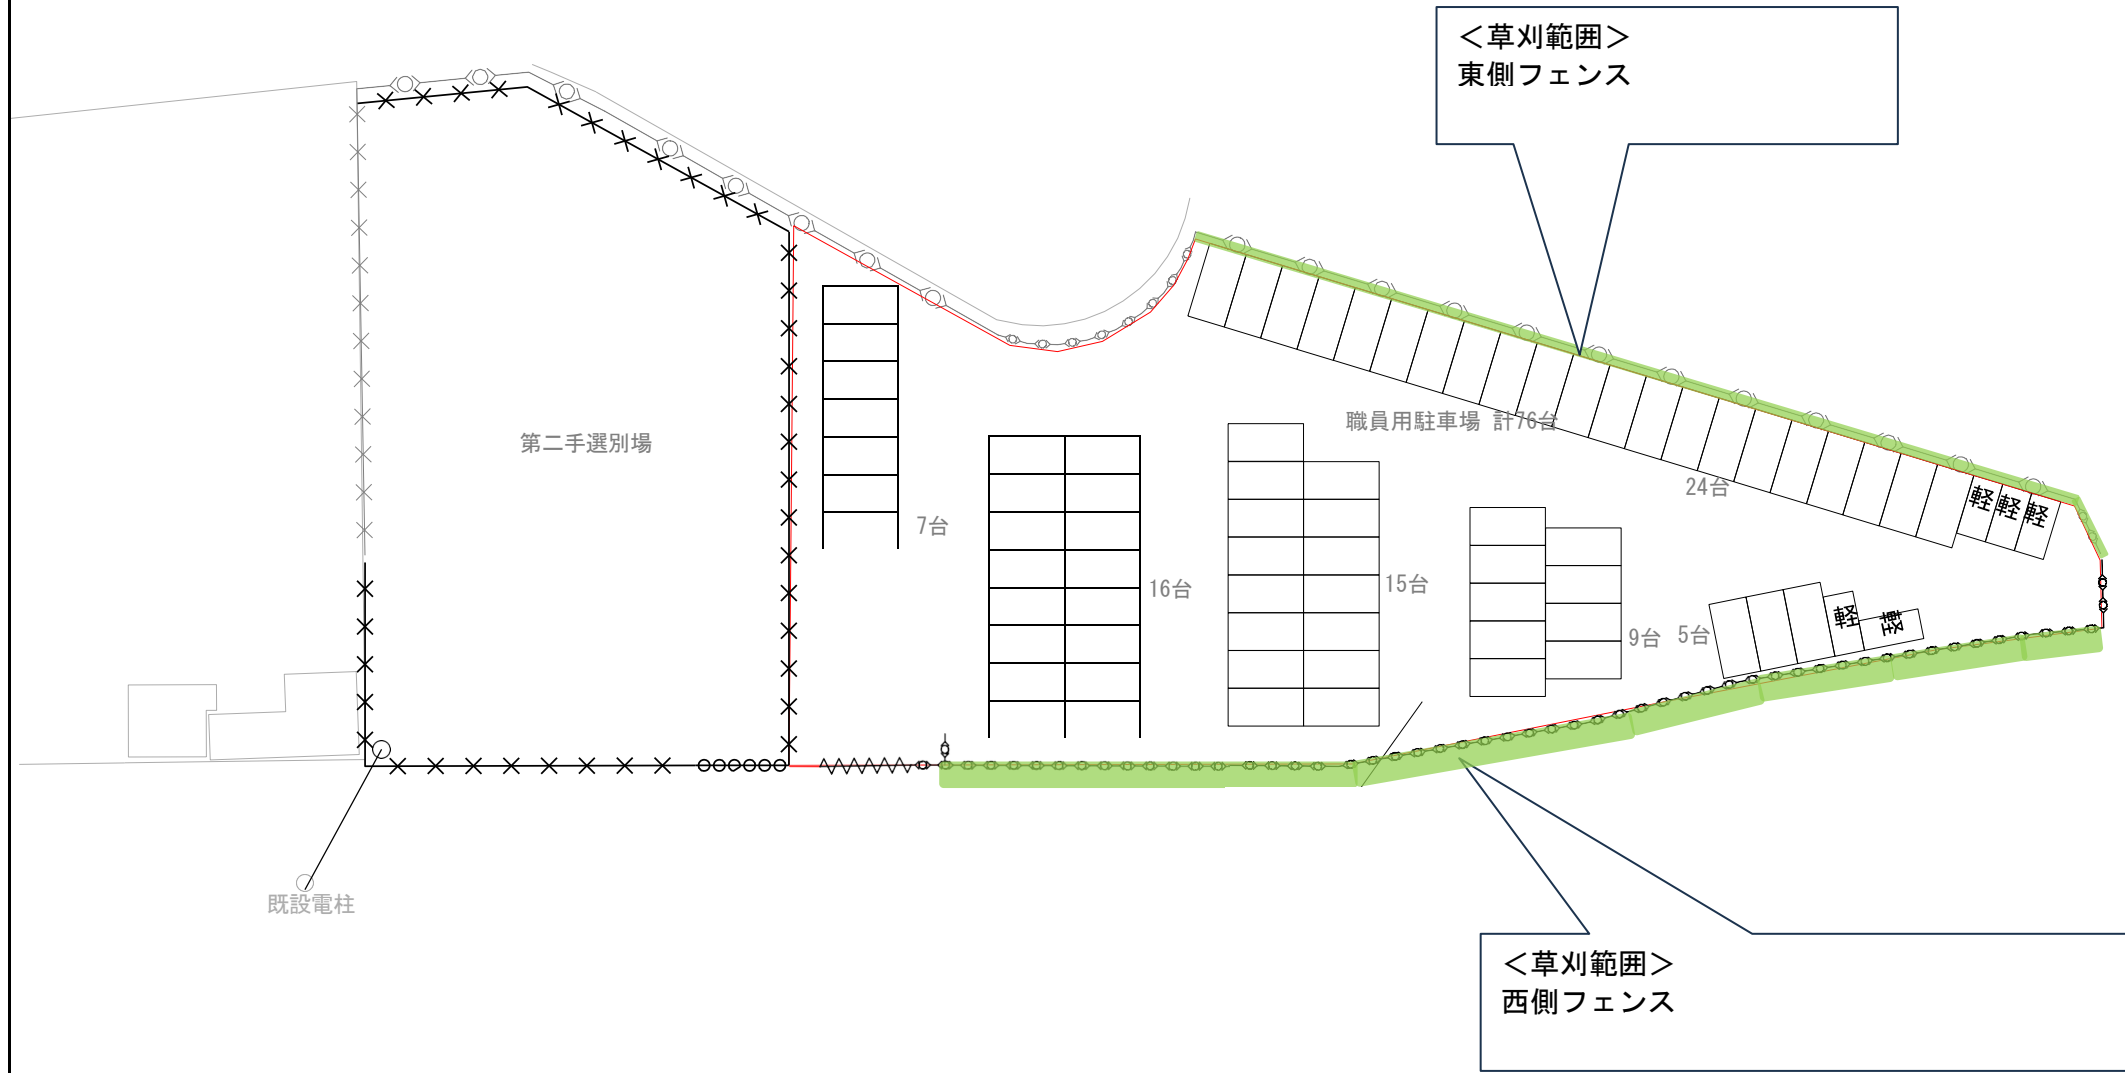 ＜草刈範囲＞
東側フェンス
第二手選別場
職員用駐車場 計76台
24台
軽
軽
軽
7台
16台
15台
9台
5台
軽
軽
既設電柱
＜草刈範囲＞
西側フェンス